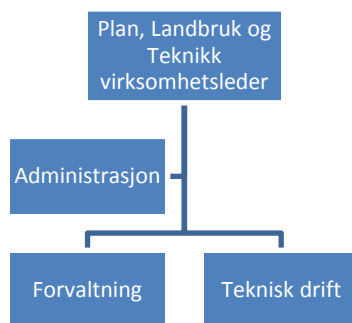 Plan, Landbruk og
Teknikk
virksomhetsleder
Administrasjon
Forvaltning
Teknisk drift